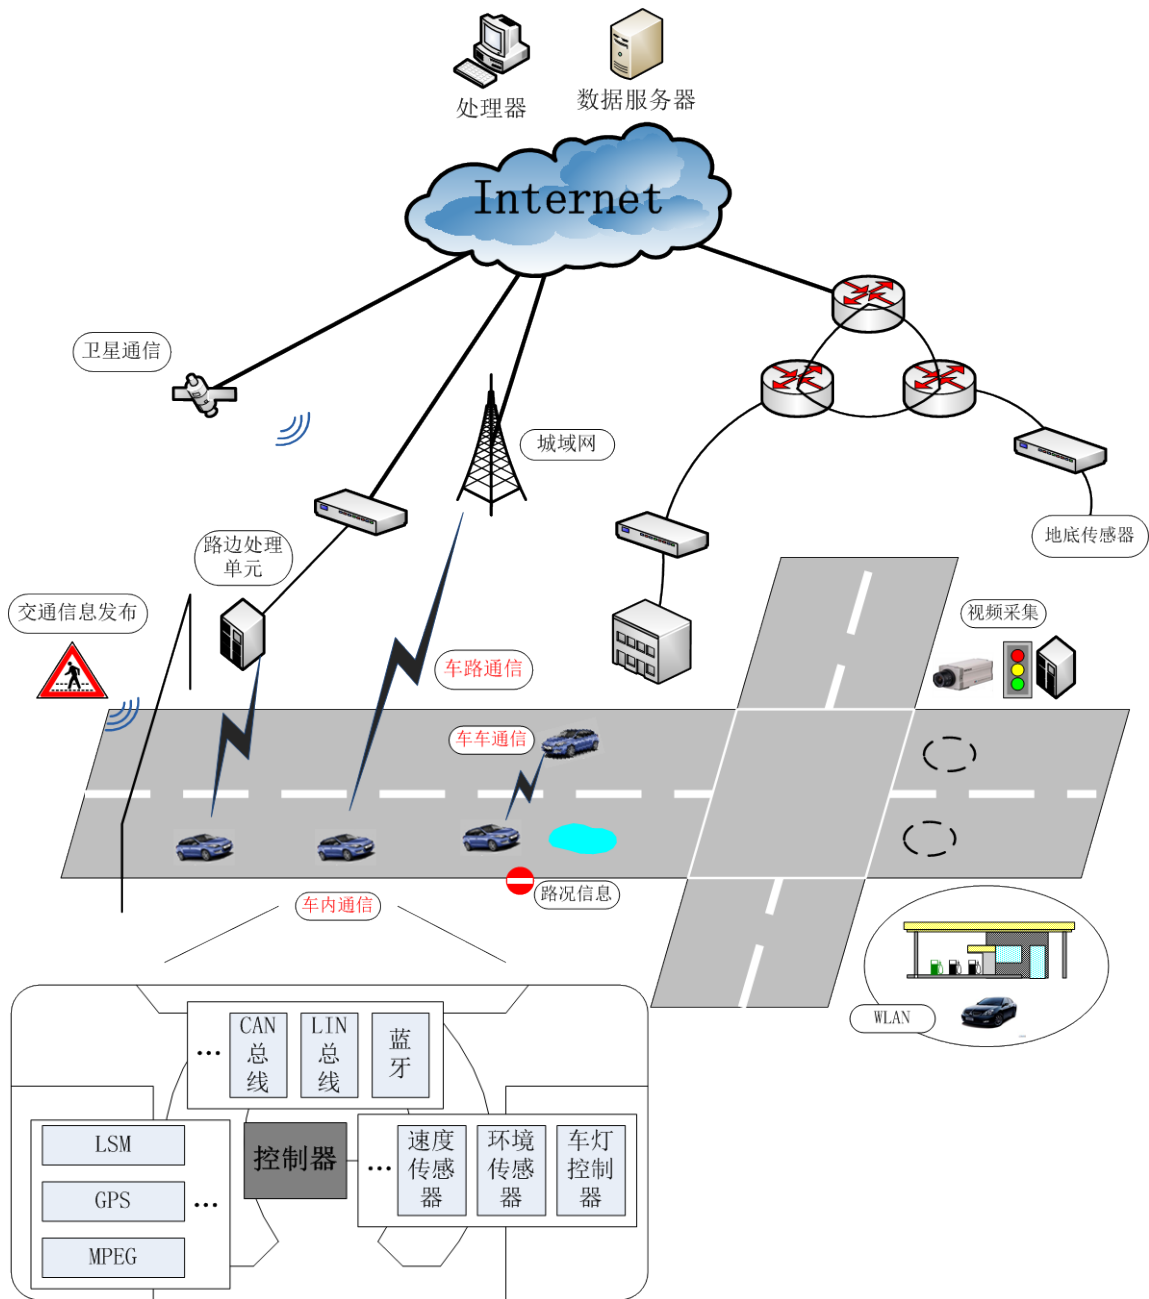 处理器
数据服务器
Internet
卫星通信
城域网
地底传感器
路边处理
单元
交通信息发布
视频采集
车路通信
车车通信
路况信息
车内通信
WLAN
...
CAN
总
线
LIN
总
线
蓝
牙
LSM
GPS
...
MPEG
控制器
...
速度
传感
器
环境
传感
器
车灯
控制
器